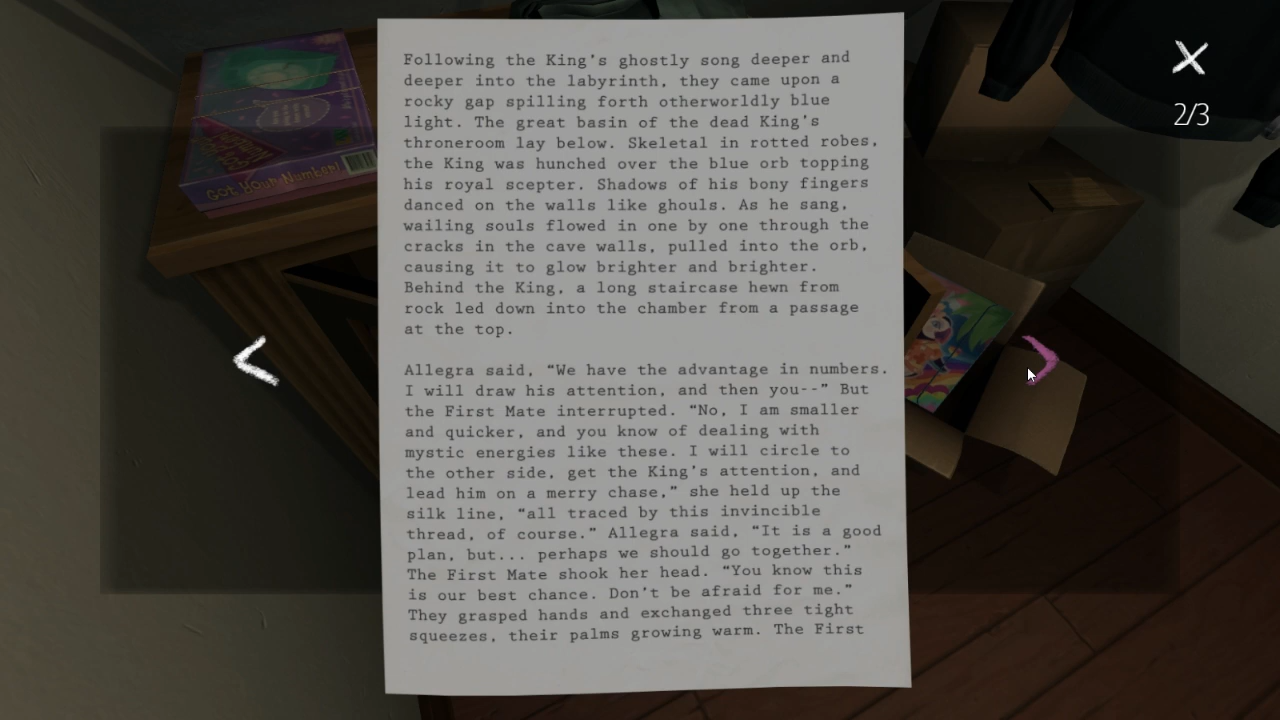 2/3
Following the King's ghostly song deeper and
deeper into the labyrinth, they came upon a
rocky gap spilling forth otherworldly blue
light. The great basin of the dead King's
throneroom lay below. Skeletal in rotted robes,
the King was hunched over the blue orb topping
his royal scepter. Shadows of his bony fingers
danced on the walls like ghouls. As he sang,
wailing souls flowed in one by one through the
cracks in the cave walls, pulled into the orb,
causing it to glow brighter and brighter.
Behind the King, a long staircase hewn from
rock led down into the chamber from a passage
at the top.
Allegra said, “We have the advantage in numbers.
I will draw his attention, and then you--” But
the First Mate interrupted. “No, I am smaller
and quicker, and you know of dealing with
mystic energies like these. I will circle to
the other side, get the King's attention, and
lead him on a merry chase,” she held up the
silk line, “all traced by this invincible
thread, of course.” Allegra said, “It is a good
plan, but... perhaps we should go together.”
The First Mate shook her head. “You know this
is our best chance. Don't be afraid for me.”
They grasped hands and exchanged three tight
squeezes, their palms growing warm. The First
Got Your Number!